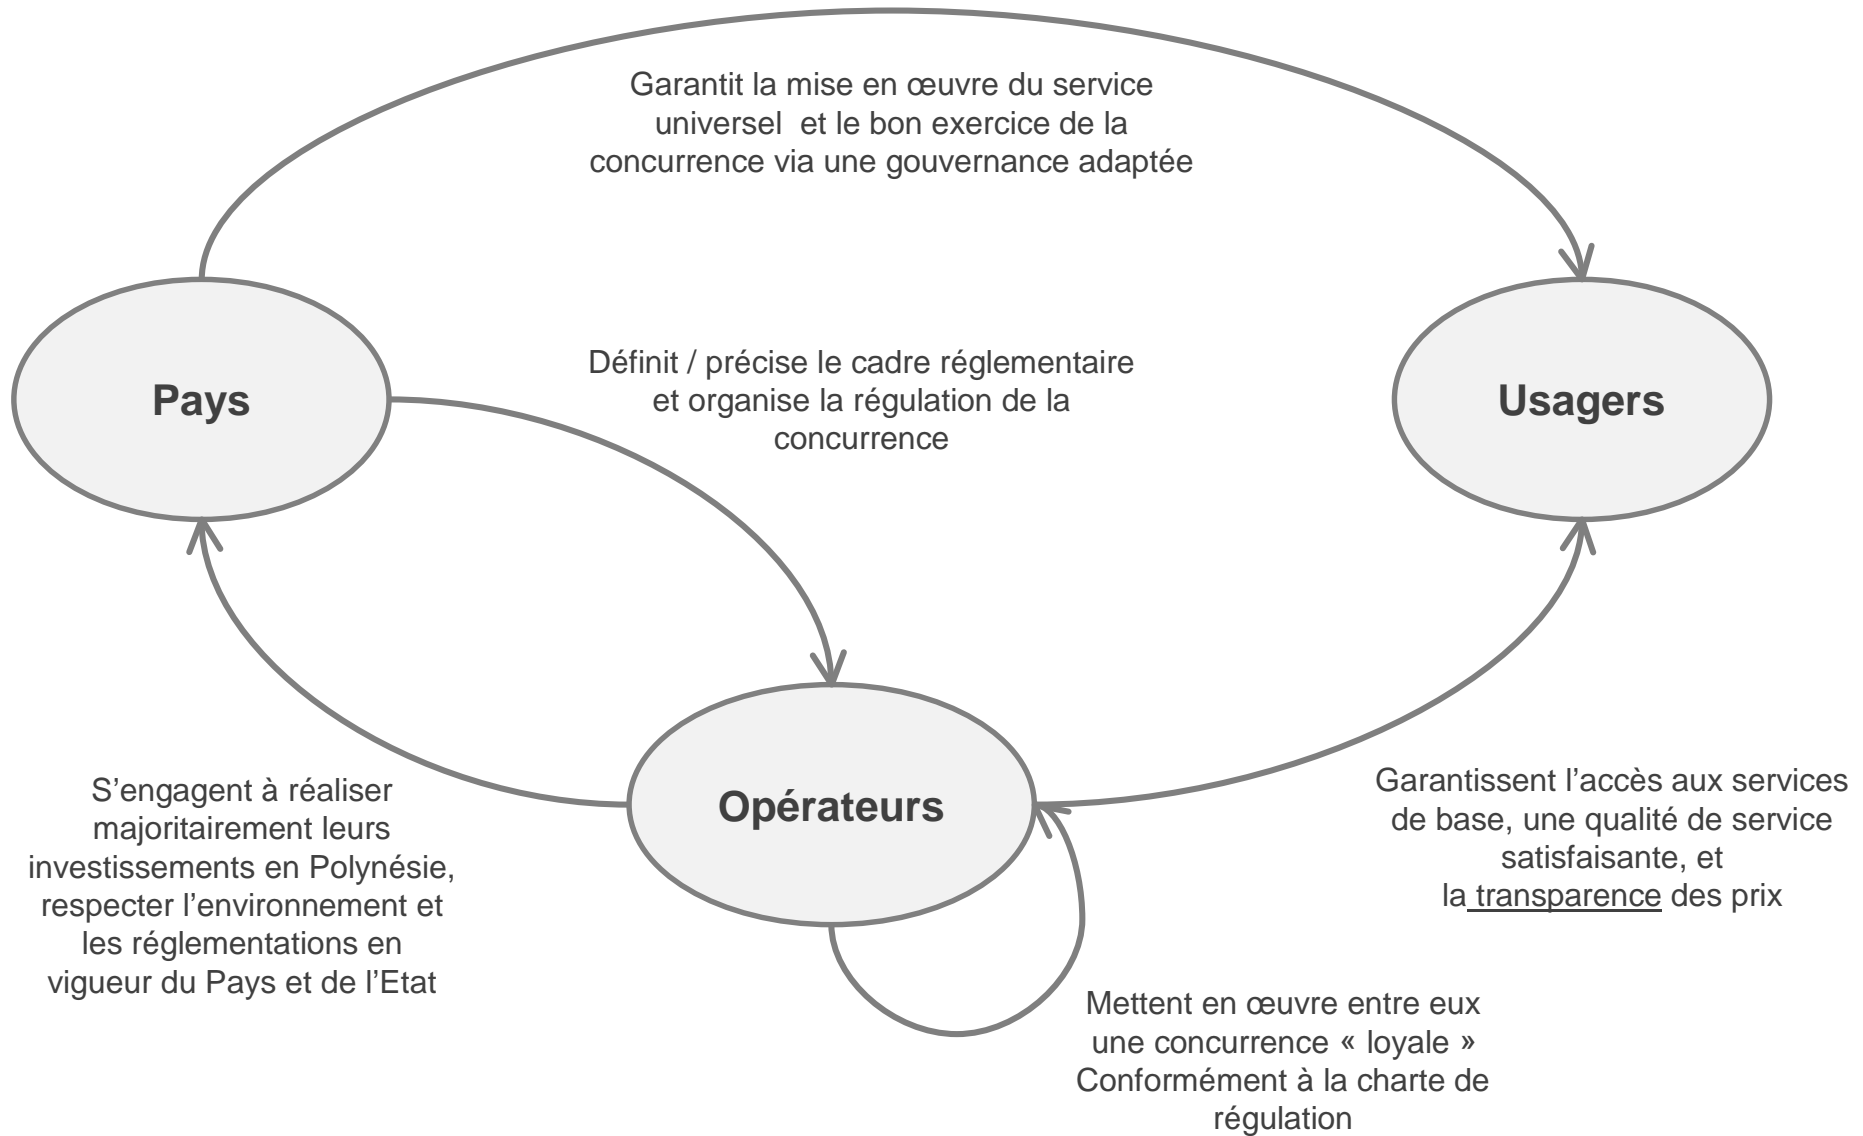 Garantit la mise en œuvre du service
universel  et le bon exercice de la
concurrence via une gouvernance adaptée
Définit / précise le cadre réglementaire
et organise la régulation de la
concurrence
Pays
Usagers
Opérateurs
S’engagent à réaliser
majoritairement leurs
investissements en Polynésie,
respecter l’environnement et
les réglementations en
vigueur du Pays et de l’Etat
Garantissent l’accès aux services
de base, une qualité de service
satisfaisante, et
la transparence des prix
Mettent en œuvre entre eux
une concurrence « loyale »
Conformément à la charte de
régulation